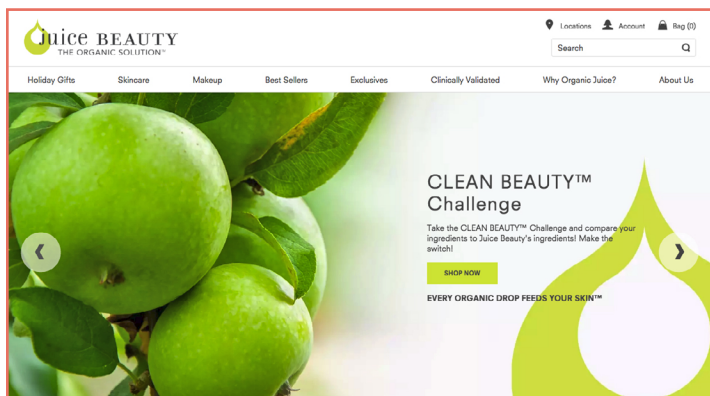 Locations Account Bag (0)
juice BEAUTY
THE ORGANIC SOLUTION™
Search
Holiday Gifts Skincare Makeup Best Sellers Exclusives Clinically Validated Why Organic Juice? About Us
CLEAN BEAUTY™
Challenge
Take the CLEAN BEAUTY™ Challenge and compare your
ingredients to Juice Beauty's ingredients! Make the
switch!
SHOP NOW
EVERY ORGANIC DROP FEEDS YOUR SKIN™